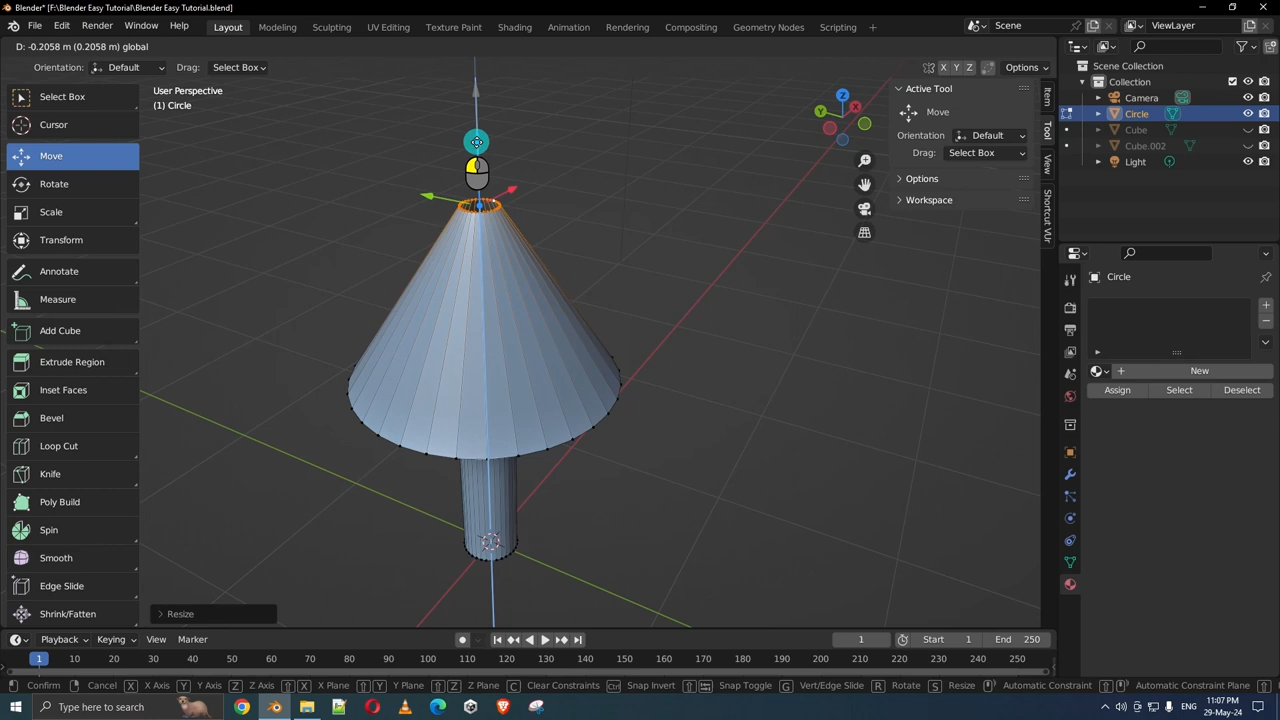 Blender* [F:\Blender Easy Tutorial\Blender Easy Tutorial.blend]
File Edit Render Window Help Layout Modeling Sculpting UV Editing Texture Paint Shading Animation Rendering Compositing Geometry Nodes Scripting Scene ViewLayer
D: -0.2058 m (0.2058 m) global
Orientation: Default Drag: Select Box X Y Z Options
Scene Collection
Collection
Camera
Circle
Cube
Cube.002
Light
User Perspective
(1) Circle
Select Box
Cursor
Move
Rotate
Scale
Transform
Annotate
Measure
Add Cube
Extrude Region
Inset Faces
Bevel
Loop Cut
Knife
Poly Build
Spin
Smooth
Edge Slide
Shrink/Fatten
Z
X
Y
Active Tool
Move
Orientation Default
Drag: Select Box
Options
Workspace
Item
Tool
View
Shortcut VUr
Circle
New
Assign Select Deselect
Resize
Playback Keying View Marker 1 Start 1 End 250
1 10 20 30 40 50 60 70 80 90 100 110 120 130 140 150 160 170 180 190 200 210 220 230 240 250
Confirm Cancel X X Axis Y Y Axis Z Z Axis X X Plane Y Y Plane Z Z Plane C Clear Constraints Ctrl Snap Invert Snap Toggle G Vert/Edge Slide R Rotate S Resize Automatic Constraint Automatic Constraint Plane
Type here to search
ENG
11:07 PM
29-May-24